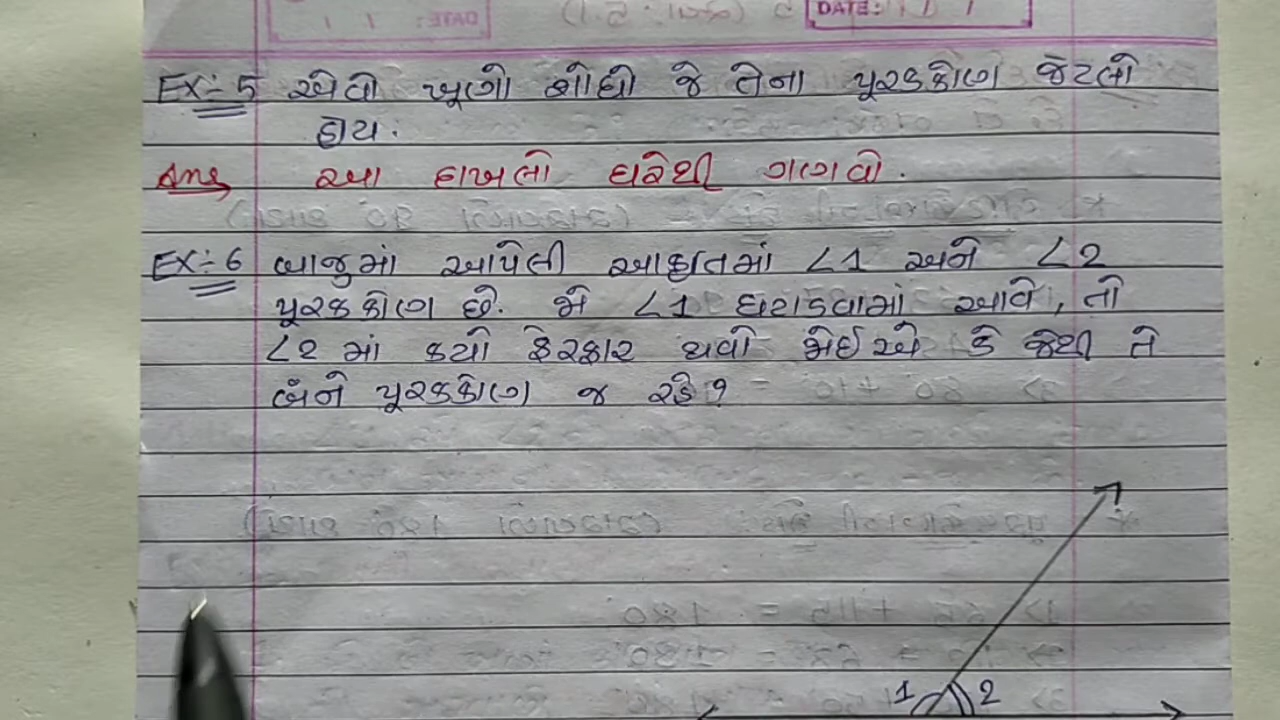 DATE:
EX:-5 એવો ખૂણો શોધો જે તેના પૂરકકોણ જેટલો
હોય.
Ans આ દાખલો ઘરેથી ગણવો.
EX:-6 બાજુમાં આપેલી આકૃતિમાં ∠1 અને ∠2
પૂરકકોણ છે. જો ∠1 ઘટાડવામાં આવે, તો
∠2 માં કયો ફેરફાર થવો જોઈએ કે જેથી તે
બંને પૂરકકોણ જ રહે?
1 2